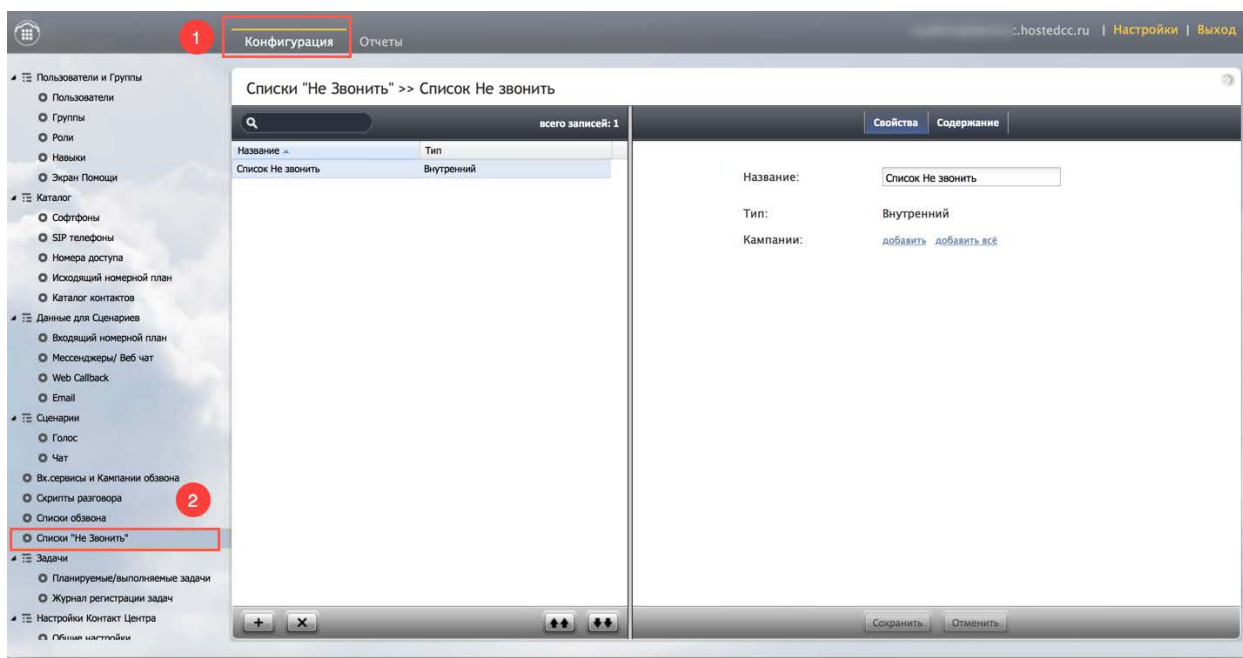 1
Конфигурация
Отчеты
c.hostedcc.ru | Настройки | Выход
Пользователи и Группы
Пользователи
Группы
Роли
Навыки
Экран Помощи
Каталог
Софтфоны
SIP телефоны
Номера доступа
Исходящий номерной план
Каталог контактов
Данные для Сценариев
Входящий номерной план
Мессенджеры/ Веб чат
Web Callback
Email
Сценарии
Голос
Чат
Вх.сервисы и Кампании обзвона
Скрипты разговора
2
Списки обзвона
Списки "Не Звонить"
Задачи
Планируемые/выполняемые задачи
Журнал регистрации задач
Настройки Контакт Центра
Общие настройки
Списки "Не Звонить" >> Список Не звонить
всего записей: 1
Название Тип
Список Не звонить Внутренний
Свойства Содержание
Название: Список Не звонить
Тип: Внутренний
Кампании: добавить добавить всё
Сохранить Отменить